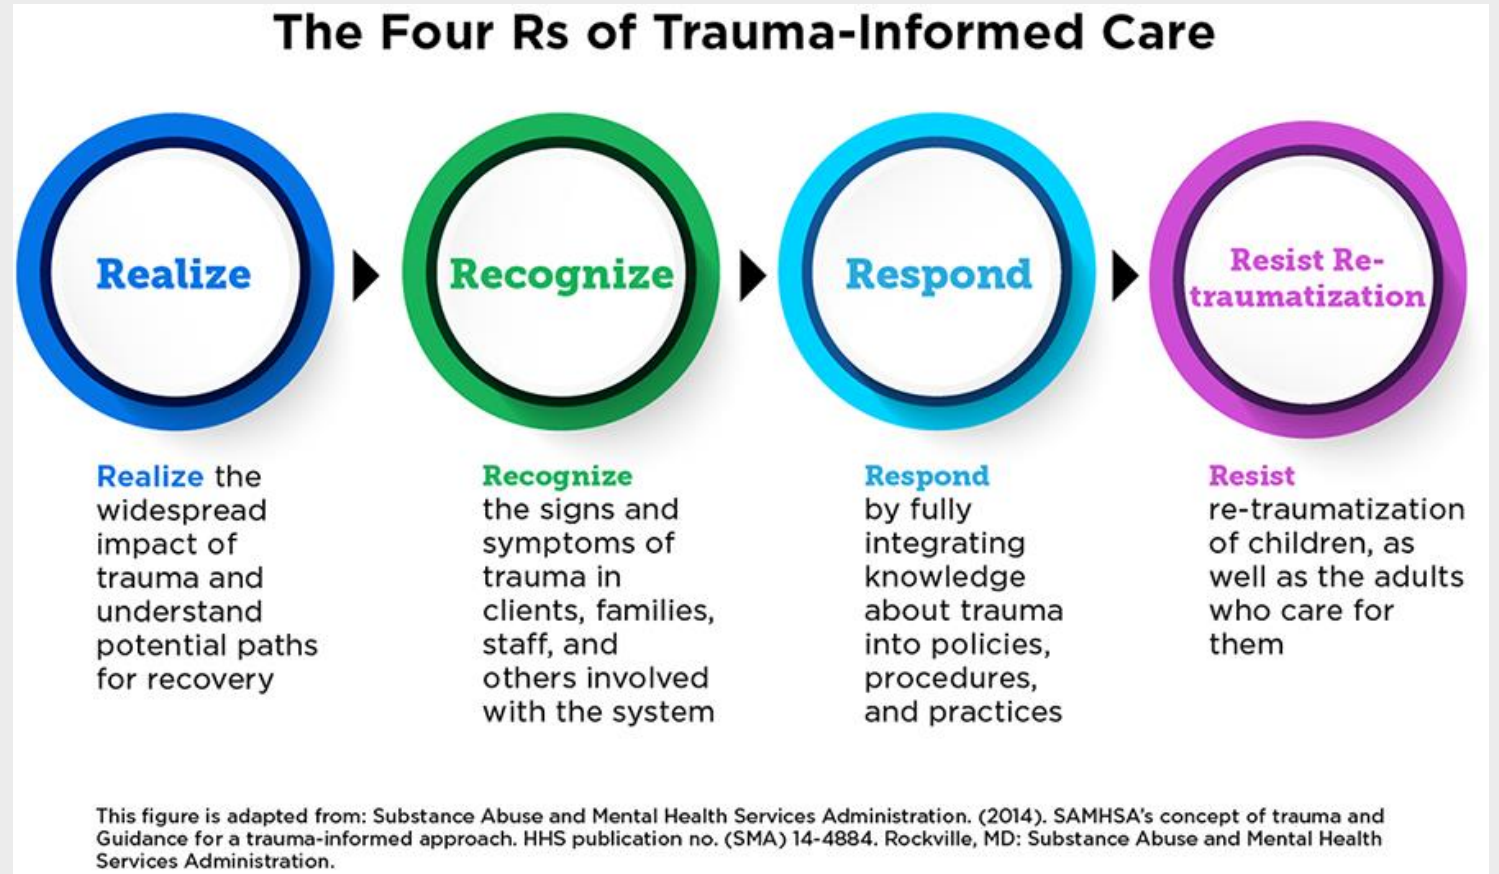 The Four Rs of Trauma-Informed Care
Realize
Recognize
Respond
Resist Re-
traumatization
Realize the
widespread
impact of
trauma and
understand
potential paths
for recovery
Recognize
the signs and
symptoms of
trauma in
clients, families,
staff, and
others involved
with the system
Respond
by fully
integrating
knowledge
about trauma
into policies,
procedures,
and practices
Resist
re-traumatization
of children, as
well as the adults
who care for
them
This figure is adapted from: Substance Abuse and Mental Health Services Administration. (2014). SAMHSA's concept of trauma and
Guidance for a trauma-informed approach. HHS publication no. (SMA) 14-4884. Rockville, MD: Substance Abuse and Mental Health
Services Administration.